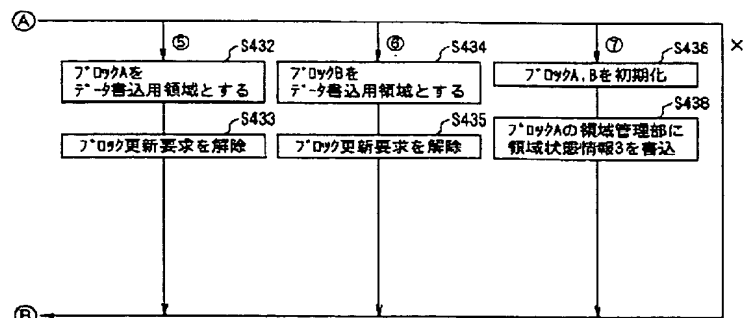 Ⓐ
⑤
S432
ブロックAを
データ書込用領域とする
S433
ブロック更新要求を解除
⑥
S434
ブロックBを
データ書込用領域とする
S435
ブロック更新要求を解除
⑦
S436
ブロックA,Bを初期化
S438
ブロックAの領域管理部に
領域状態情報3を書込
×
Ⓑ